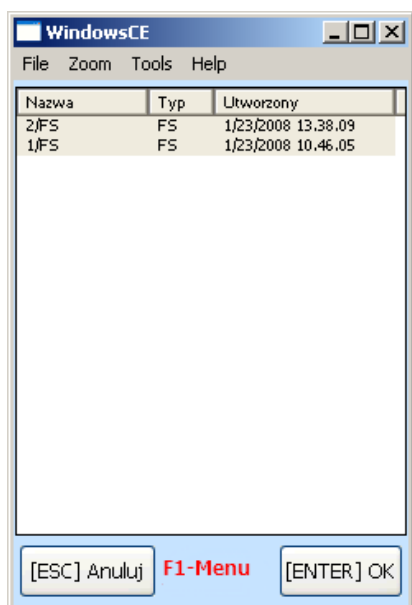 WindowsCE
File Zoom Tools Help
Nazwa Typ Utworzony
2/FS FS 1/23/2008 13.38.09
1/FS FS 1/23/2008 10.46.05
[ESC] Anuluj F1-Menu [ENTER] OK